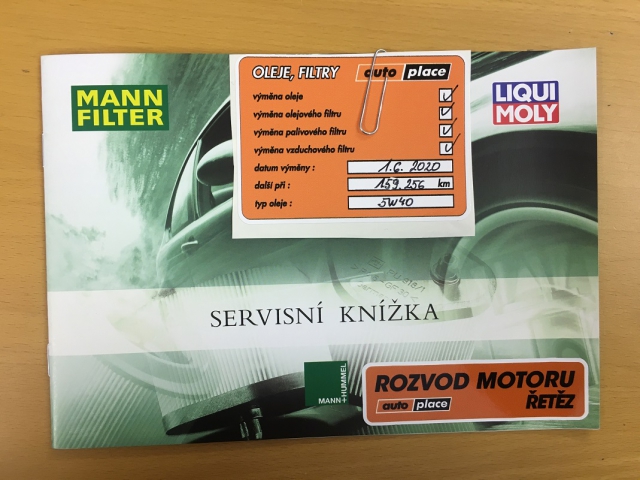 MANN
FILTER
OLEJE, FILTRY auto place
výměna oleje
výměna olejového filtru
výměna palivového filtru
výměna vzduchového filtru
datum výměny : 1.6. 2020
další při : 159.256 km
typ oleje : 5W40
LIQUI
MOLY
SERVISNÍ KNÍŽKA
MANN+HUMMEL
ROZVOD MOTORU
auto place ŘETĚZ